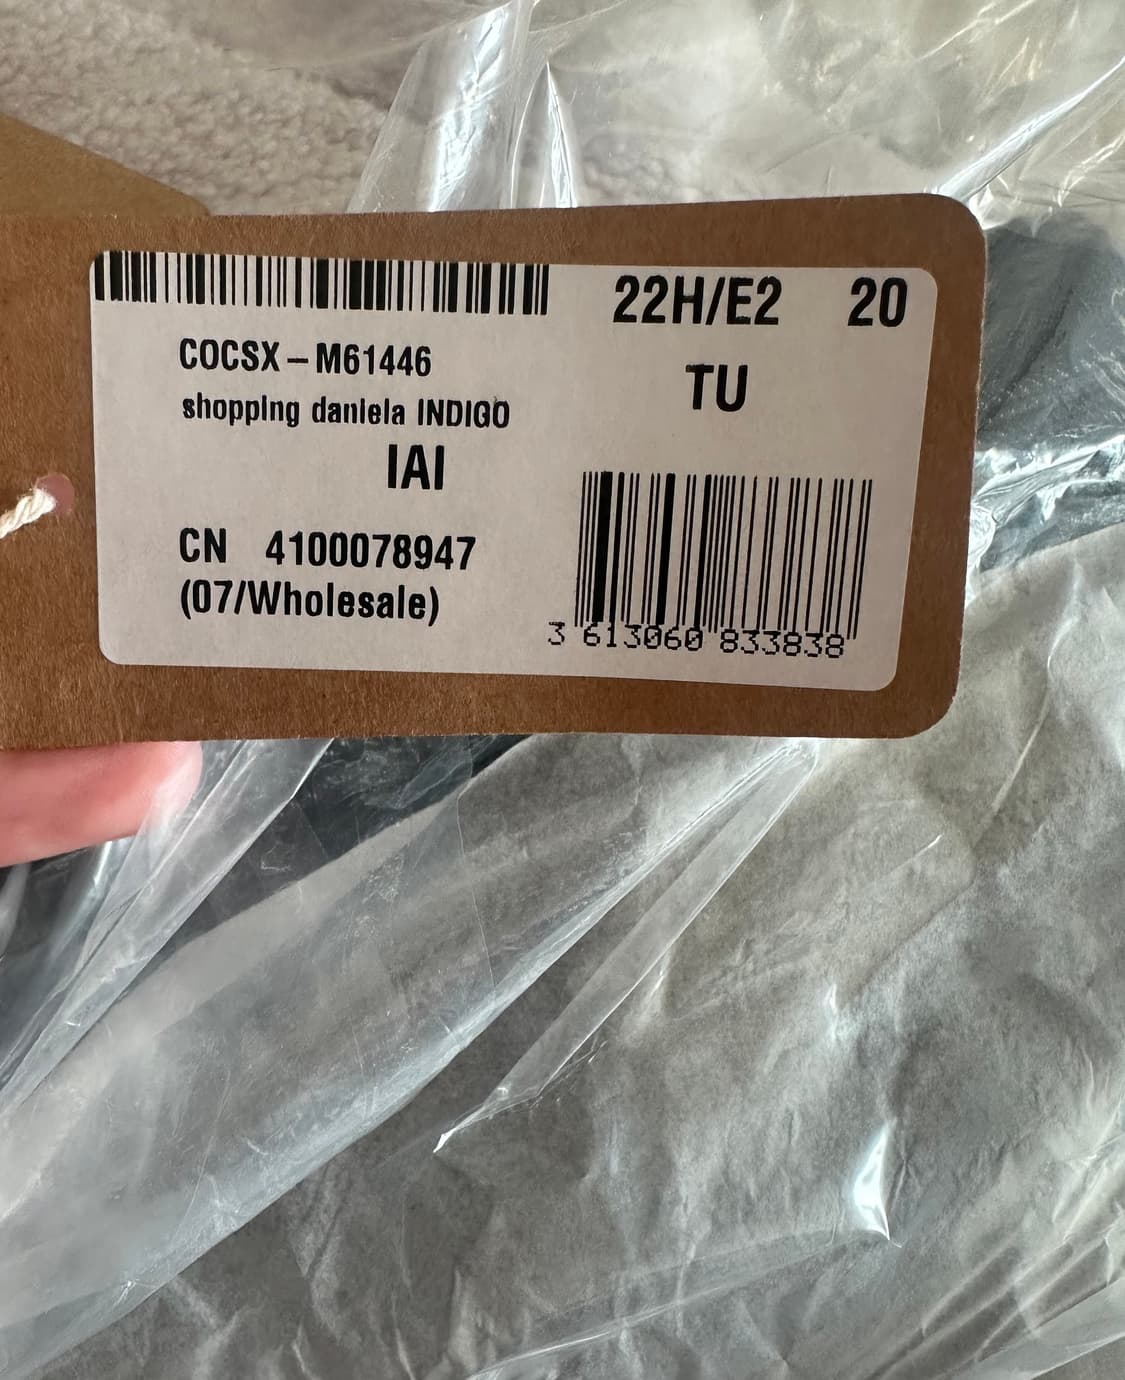 COCSX – M61446
shopping daniela INDIGO
IAI
CN 4100078947
(07/Wholesale)
22H/E2 20
TU
3 613060 833838